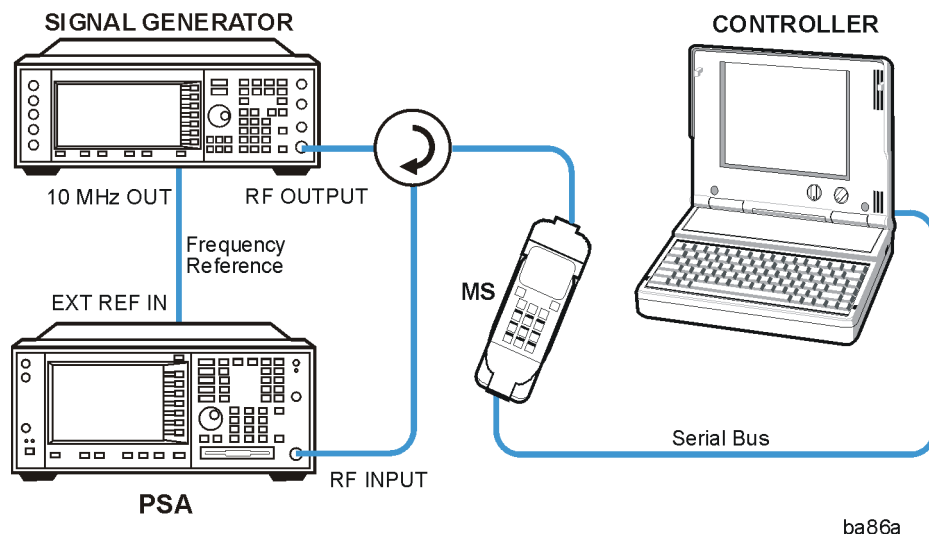 SIGNAL GENERATOR
CONTROLLER
10 MHz OUT
RF OUTPUT
Frequency
Reference
MS
EXT REF IN
Serial Bus
RF INPUT
PSA
ba86a